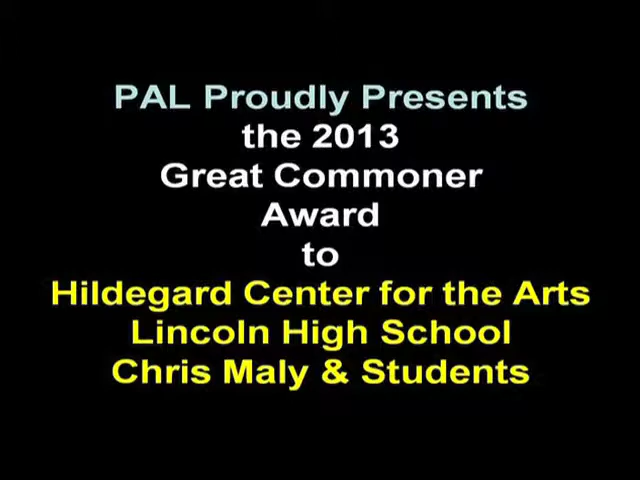 PAL Proudly Presents
the 2013
Great Commoner
Award
to
Hildegard Center for the Arts
Lincoln High School
Chris Maly & Students